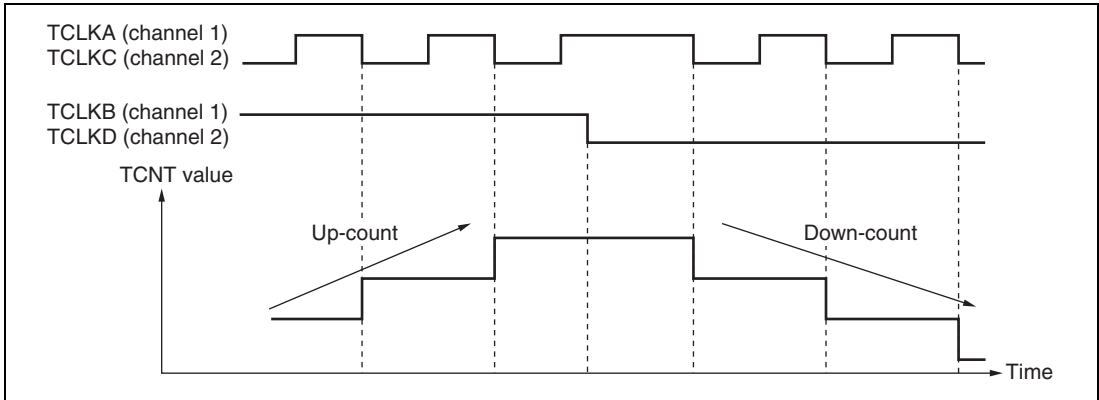 TCLKA (channel 1)
TCLKC (channel 2)
TCLKB (channel 1)
TCLKD (channel 2)
TCNT value
Up-count
Down-count
Time